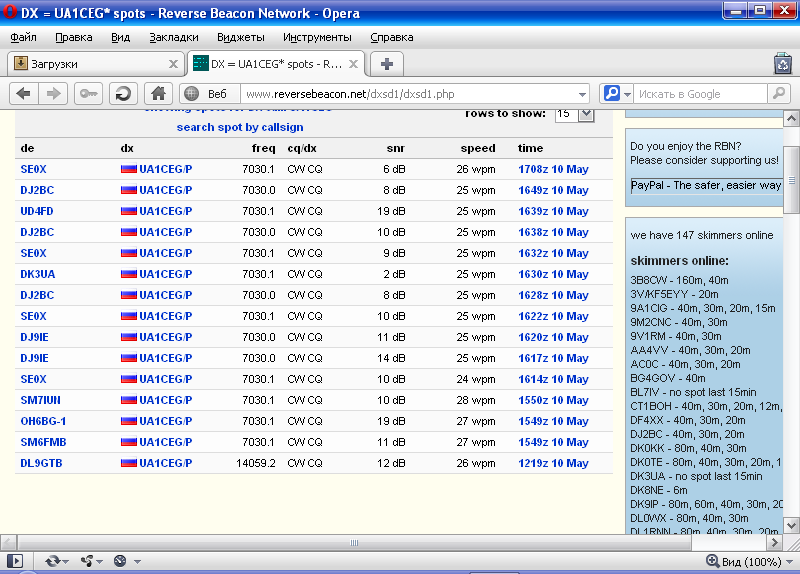 DX = UA1CEG* spots - Reverse Beacon Network - Opera
Файл Правка Вид Закладки Виджеты Инструменты Справка
Загрузки DX = UA1CEG* spots - R...
Веб www.reversebeacon.net/dxsd1/dxsd1.php Искать в Google
rows to show: 15
search spot by callsign
de dx freq cq/dx snr speed time
SE0X UA1CEG/P 7030.1 CW CQ 6 dB 26 wpm 1708z 10 May
DJ2BC UA1CEG/P 7030.0 CW CQ 8 dB 25 wpm 1649z 10 May
UD4FD UA1CEG/P 7030.1 CW CQ 19 dB 25 wpm 1639z 10 May
DJ2BC UA1CEG/P 7030.0 CW CQ 10 dB 25 wpm 1638z 10 May
SE0X UA1CEG/P 7030.1 CW CQ 9 dB 25 wpm 1632z 10 May
DK3UA UA1CEG/P 7030.1 CW CQ 2 dB 25 wpm 1630z 10 May
DJ2BC UA1CEG/P 7030.0 CW CQ 8 dB 25 wpm 1628z 10 May
SE0X UA1CEG/P 7030.1 CW CQ 10 dB 25 wpm 1622z 10 May
DJ9IE UA1CEG/P 7030.0 CW CQ 11 dB 25 wpm 1620z 10 May
DJ9IE UA1CEG/P 7030.0 CW CQ 14 dB 25 wpm 1617z 10 May
SE0X UA1CEG/P 7030.1 CW CQ 10 dB 24 wpm 1614z 10 May
SM7IUN UA1CEG/P 7030.1 CW CQ 10 dB 28 wpm 1550z 10 May
OH6BG-1 UA1CEG/P 7030.1 CW CQ 19 dB 27 wpm 1549z 10 May
SM6FMB UA1CEG/P 7030.1 CW CQ 11 dB 27 wpm 1549z 10 May
DL9GTB UA1CEG/P 14059.2 CW CQ 12 dB 26 wpm 1219z 10 May
Do you enjoy the RBN?
Please consider supporting us!
PayPal - The safer, easier way
we have 147 skimmers online
skimmers online:
3B8CW - 160m, 40m
3V/KF5EYY - 20m
9A1CIG - 40m, 30m, 20m, 15m
9M2CNC - 40m, 30m
9V1RM - 40m, 30m
AA4VV - 40m, 30m, 20m
AC0C - 40m, 30m, 20m
BG4GOV - 40m
BL7IV - no spot last 15min
CT1BOH - 40m, 30m, 20m, 12m,
DF4XX - 40m, 30m, 20m
DJ2BC - 40m, 30m, 20m
DK0KK - 80m, 40m, 30m
DK0TE - 80m, 40m, 30m, 20m, 1
DK3UA - no spot last 15min
DK8NE - 6m
DK9IP - 80m, 60m, 40m, 30m, 20
DL0WX - 80m, 40m, 30m
DL1RNN - 80m, 40m, 30m, 20m
Вид (100%)